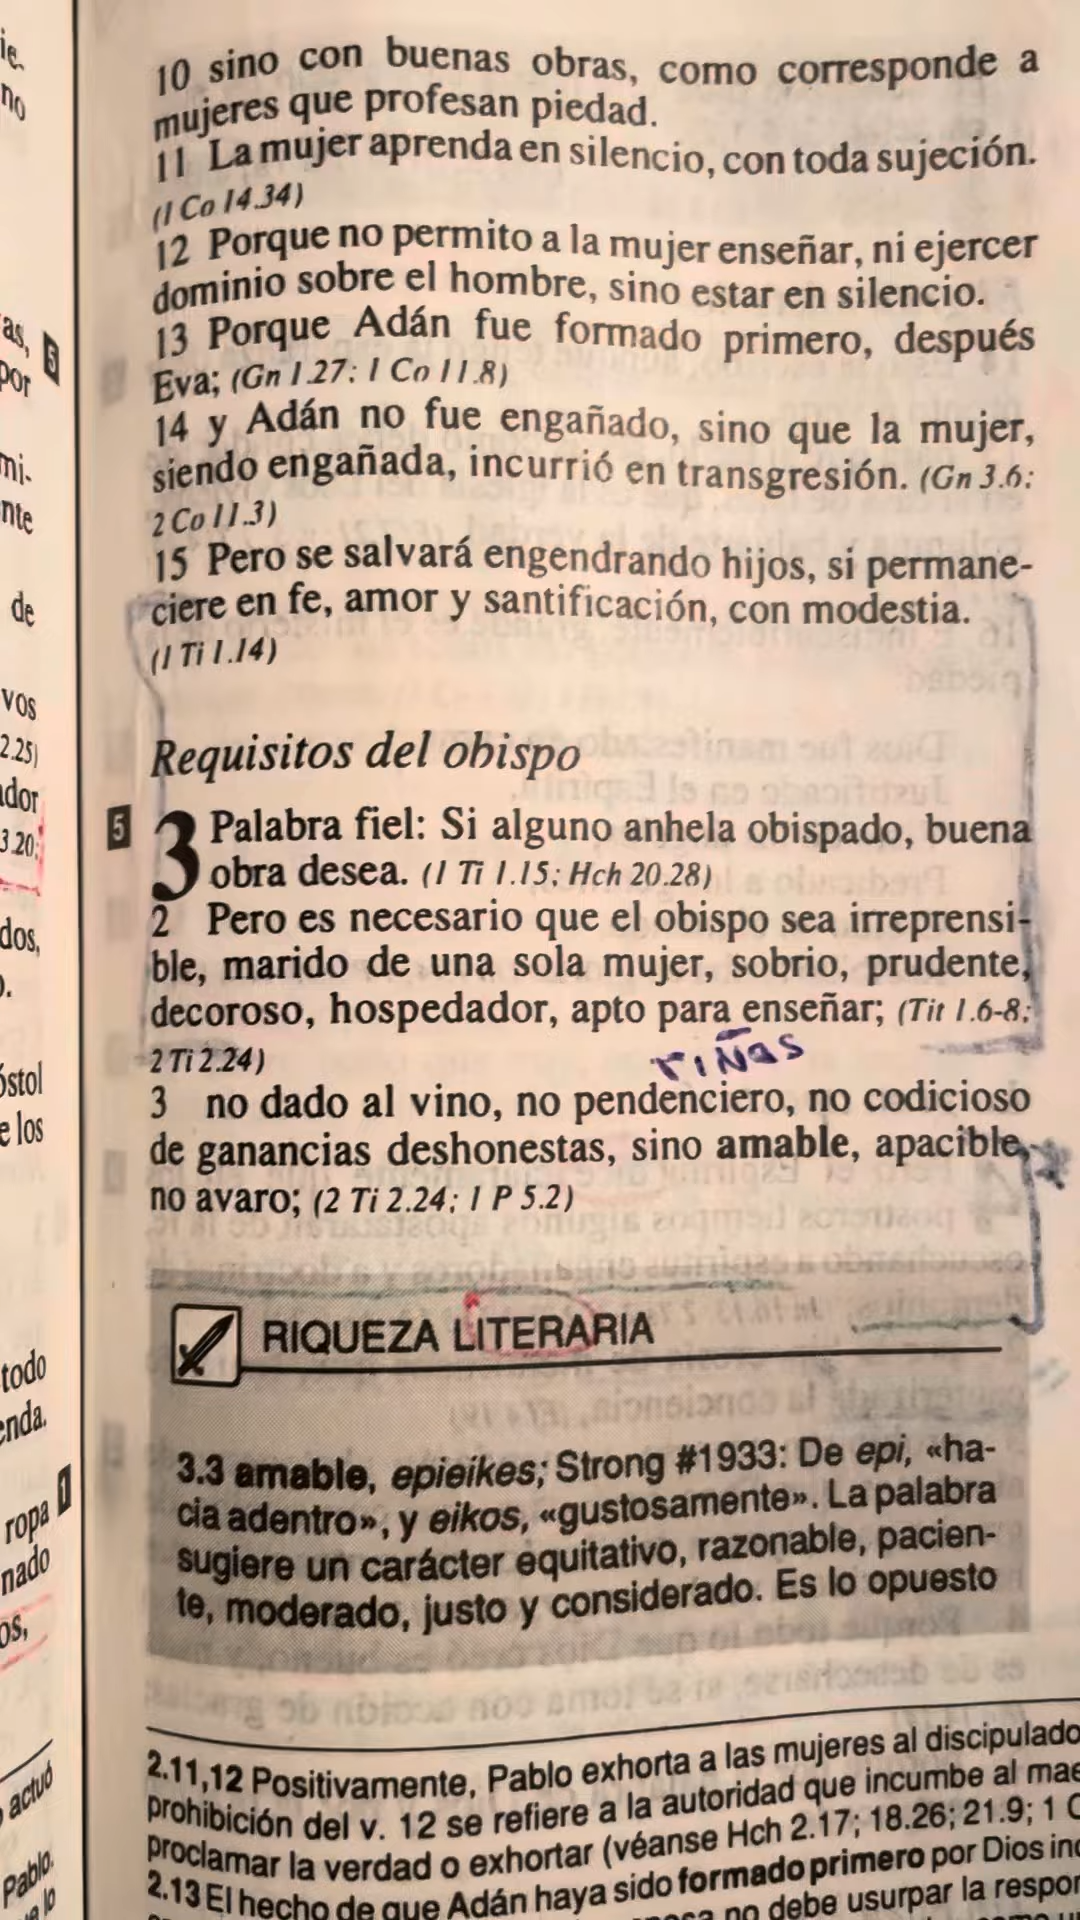 10 sino con buenas obras, como corresponde a
mujeres que profesan piedad.
11 La mujer aprenda en silencio, con toda sujeción.
(1 Co 14.34)
12 Porque no permito a la mujer enseñar, ni ejercer
dominio sobre el hombre, sino estar en silencio.
13 Porque Adán fue formado primero, después
Eva; (Gn 1.27; 1 Co 11.8)
14 y Adán no fue engañado, sino que la mujer,
siendo engañada, incurrió en transgresión. (Gn 3.6;
2 Co 11.3)
15 Pero se salvará engendrando hijos, si permane-
ciere en fe, amor y santificación, con modestia.
(1 Ti 1.14)
Requisitos del obispo
5 3 Palabra fiel: Si alguno anhela obispado, buena
obra desea. (1 Ti 1.15; Hch 20.28)
2 Pero es necesario que el obispo sea irreprensi-
ble, marido de una sola mujer, sobrio, prudente,
decoroso, hospedador, apto para enseñar; (Tit 1.6-8;
2 Ti 2.24)
riñas
3 no dado al vino, no pendenciero, no codicioso
de ganancias deshonestas, sino amable, apacible,
no avaro; (2 Ti 2.24; 1 P 5.2)
RIQUEZA LITERARIA
3.3 amable, epieikes; Strong #1933: De epi, «ha-
cia adentro», y eikos, «gustosamente». La palabra
sugiere un carácter equitativo, razonable, pacien-
te, moderado, justo y considerado. Es lo opuesto
2.11,12 Positivamente, Pablo exhorta a las mujeres al discipulado
prohibición del v. 12 se refiere a la autoridad que incumbe al mae
proclamar la verdad o exhortar (véanse Hch 2.17; 18.26; 21.9; 1 C
2.13 El hecho de que Adán haya sido formado primero por Dios ind
no debe usurpar la respon